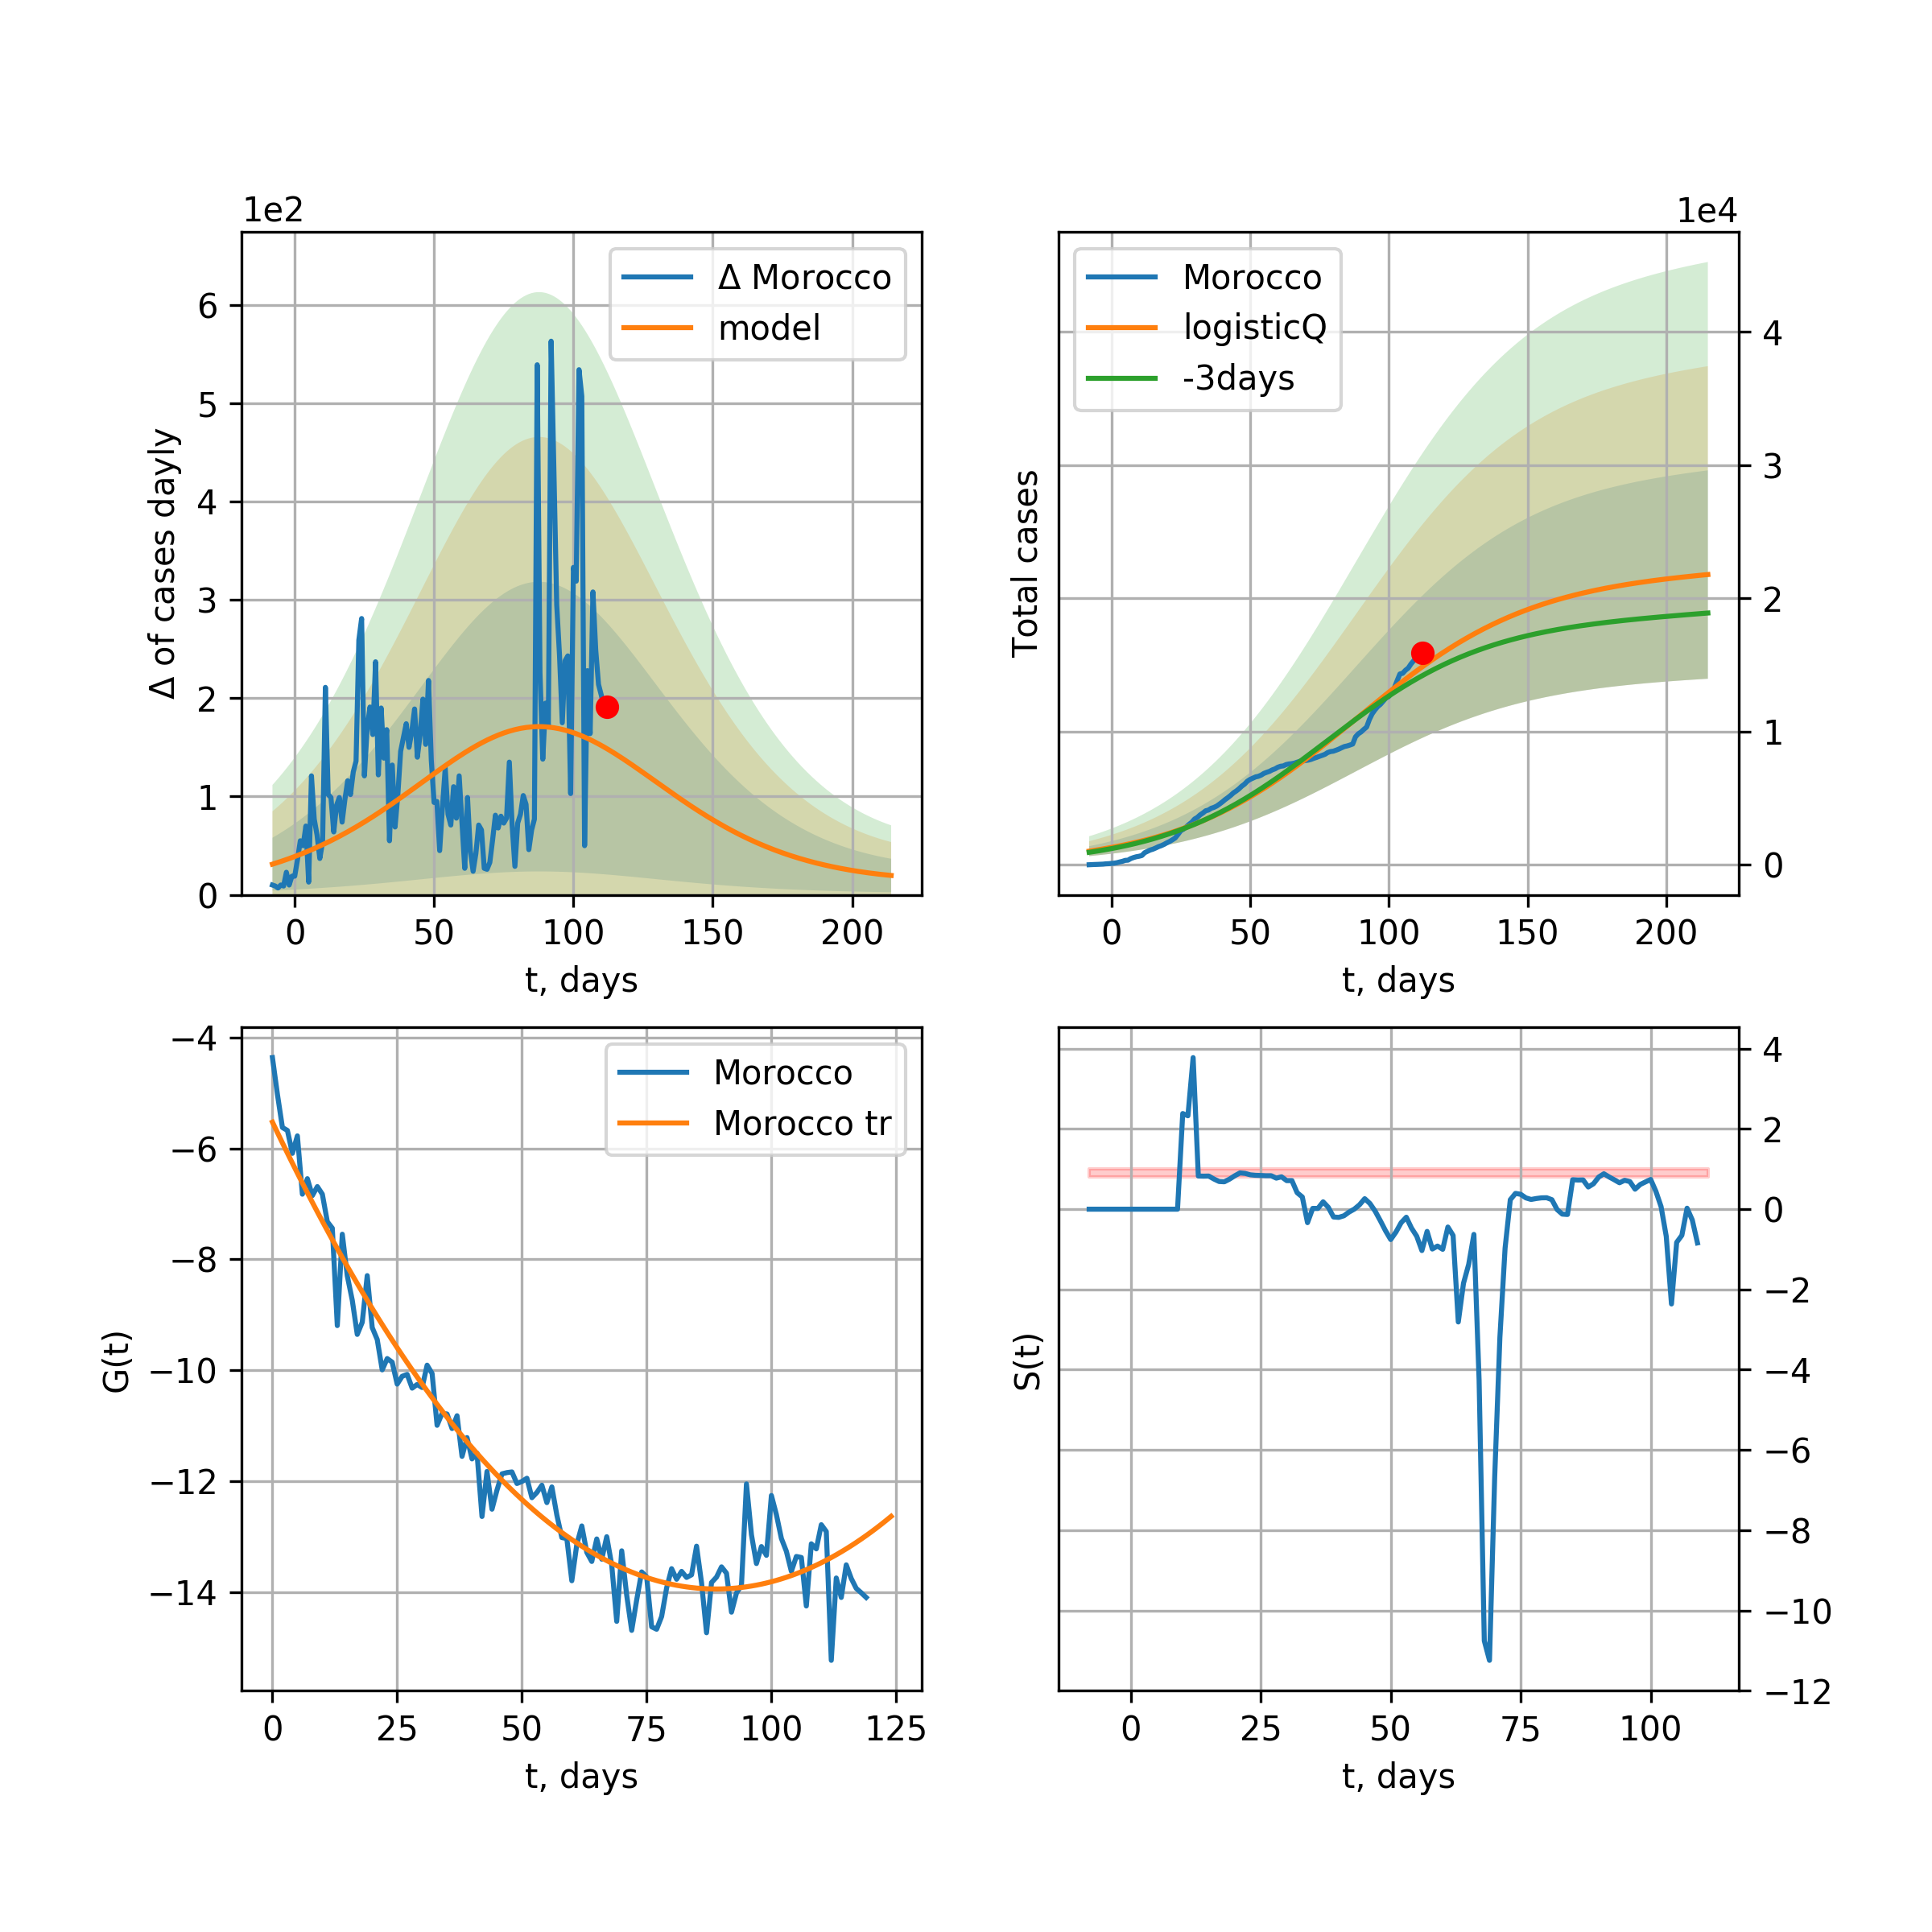 1e2
Δ of cases dayly
6
5
4
3
2
1
0
Δ Morocco
model
0 50 100 150 200
t, days
1e4
Total cases
Morocco
logisticQ
-3days
4
3
2
1
0
0 50 100 150 200
t, days
G(t)
−4
−6
−8
−10
−12
−14
Morocco
Morocco tr
0 25 50 75 100 125
t, days
S(t)
4
2
0
−2
−4
−6
−8
−10
−12
0 25 50 75 100
t, days